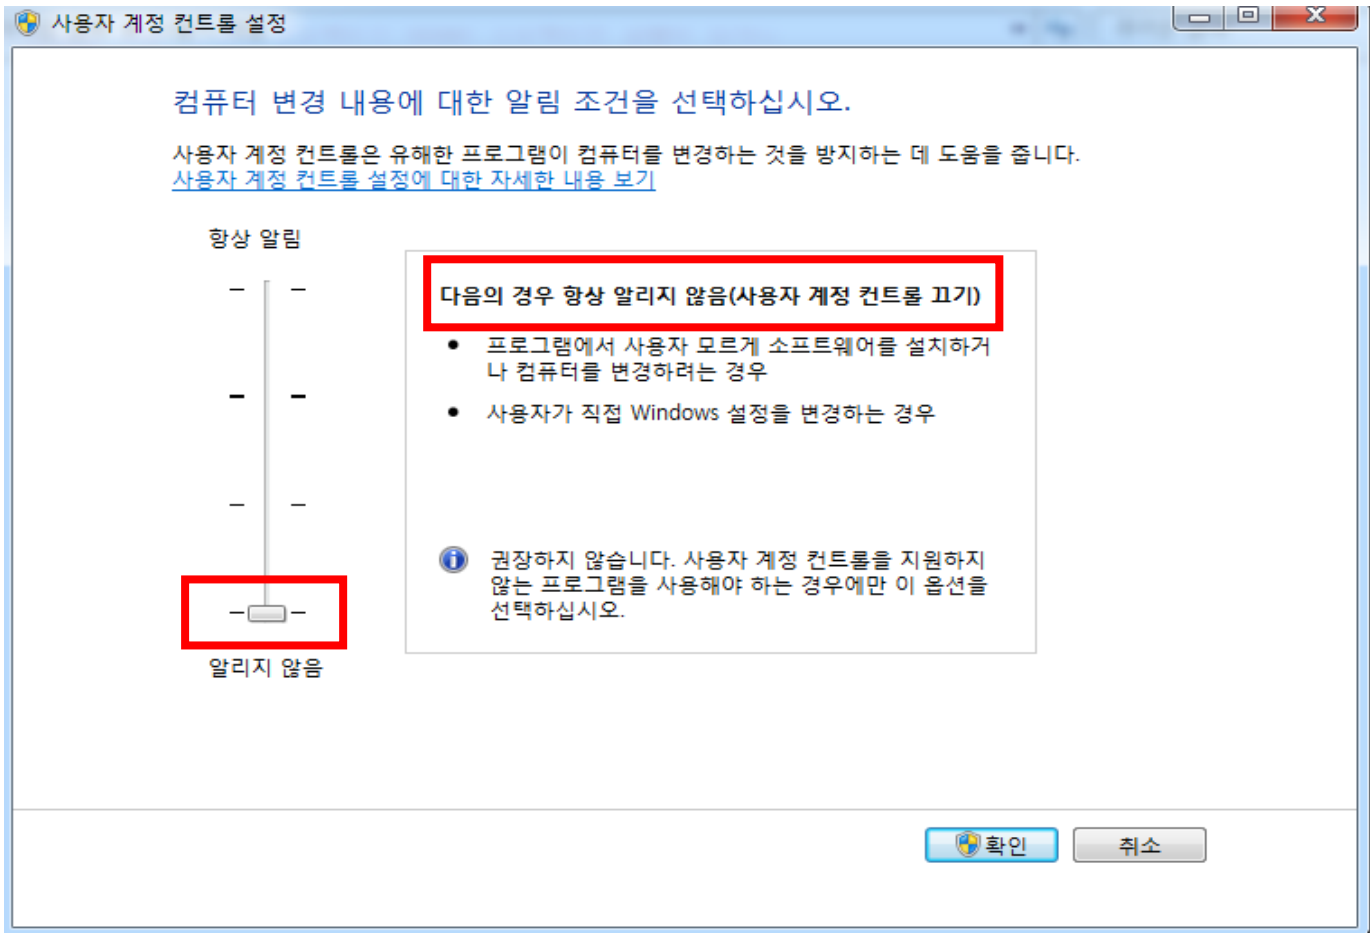 사용자 계정 컨트롤 설정
컴퓨터 변경 내용에 대한 알림 조건을 선택하십시오.
사용자 계정 컨트롤은 유해한 프로그램이 컴퓨터를 변경하는 것을 방지하는 데 도움을 줍니다.
사용자 계정 컨트롤 설정에 대한 자세한 내용 보기
항상 알림
다음의 경우 항상 알리지 않음(사용자 계정 컨트롤 끄기)
프로그램에서 사용자 모르게 소프트웨어를 설치하거
나 컴퓨터를 변경하려는 경우
사용자가 직접 Windows 설정을 변경하는 경우
권장하지 않습니다. 사용자 계정 컨트롤을 지원하지
않는 프로그램을 사용해야 하는 경우에만 이 옵션을
선택하십시오.
알리지 않음
확인
취소